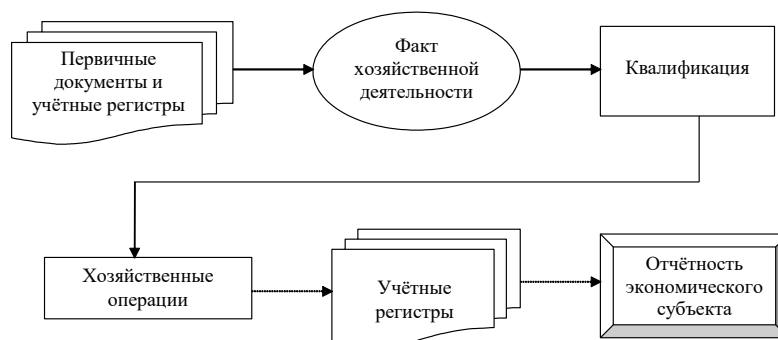 Первичные
документы и
учётные регистры
Факт
хозяйственной
деятельности
Квалификация
Хозяйственные
операции
Учётные
регистры
Отчётность
экономического
субъекта